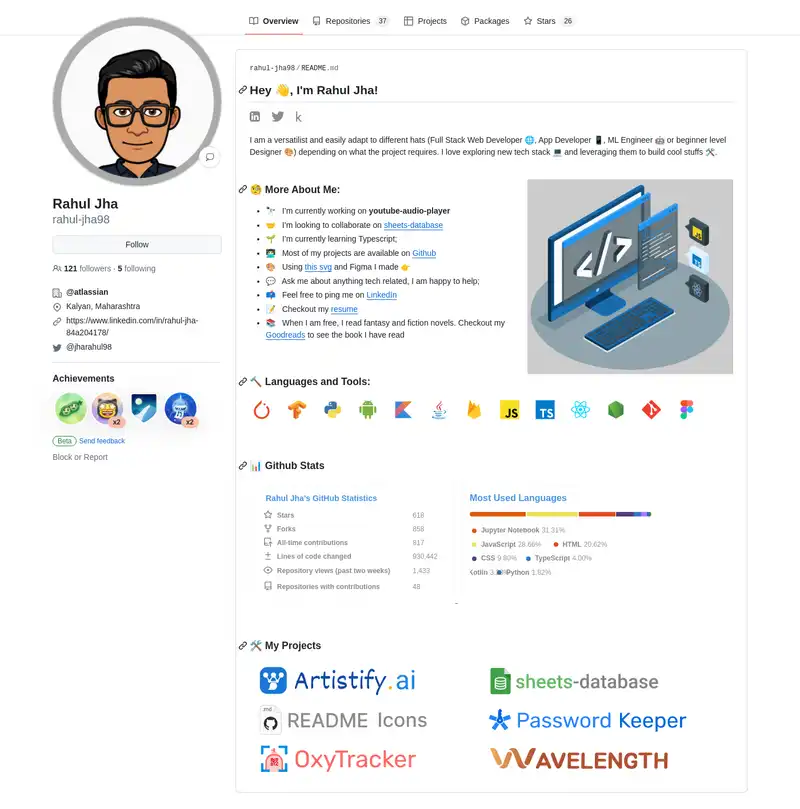 Overview Repositories 37 Projects Packages Stars 26
Rahul Jha
rahul-jha98
Follow
121 followers · 5 following
@atlassian
Kalyan, Maharashtra
https://www.linkedin.com/in/rahul-jha-
84a204178/
@jharahul98
Achievements
x2
x2
Beta Send feedback
Block or Report
rahul-jha98/README.md
Hey 👋, I'm Rahul Jha!
k
I am a versatilist and easily adapt to different hats (Full Stack Web Developer 🌐, App Developer 📱, ML Engineer 🤖 or beginner level
Designer 🎨) depending on what the project requires. I love exploring new tech stack 💻 and leveraging them to build cool stuffs 🛠️.
🧐 More About Me:
🔭 I'm currently working on youtube-audio-player
🤝 I'm looking to collaborate on sheets-database
🌱 I'm currently learning Typescript;
👨‍💻 Most of my projects are available on Github
🎨 Using this svg and Figma I made 👉
💬 Ask me about anything tech related, I am happy to help;
📫 Feel free to ping me on LinkedIn
📝 Checkout my resume
📚 When I am free, I read fantasy and fiction novels. Checkout my
Goodreads to see the book I have read
</>
JS
🔨 Languages and Tools:
JS TS
📊 Github Stats
Rahul Jha's GitHub Statistics
Stars 618
Forks 858
All-time contributions 817
Lines of code changed 930,442
Repository views (past two weeks) 1,433
Repositories with contributions 48
Most Used Languages
Jupyter Notebook 31.31%
JavaScript 28.66% HTML 20.62%
CSS 9.80% TypeScript 4.00%
Kotlin Python 1.62%
🛠️ My Projects
Artistify.ai
sheets-database
.md
README Icons
Password Keeper
OxyTracker
WAVELENGTH